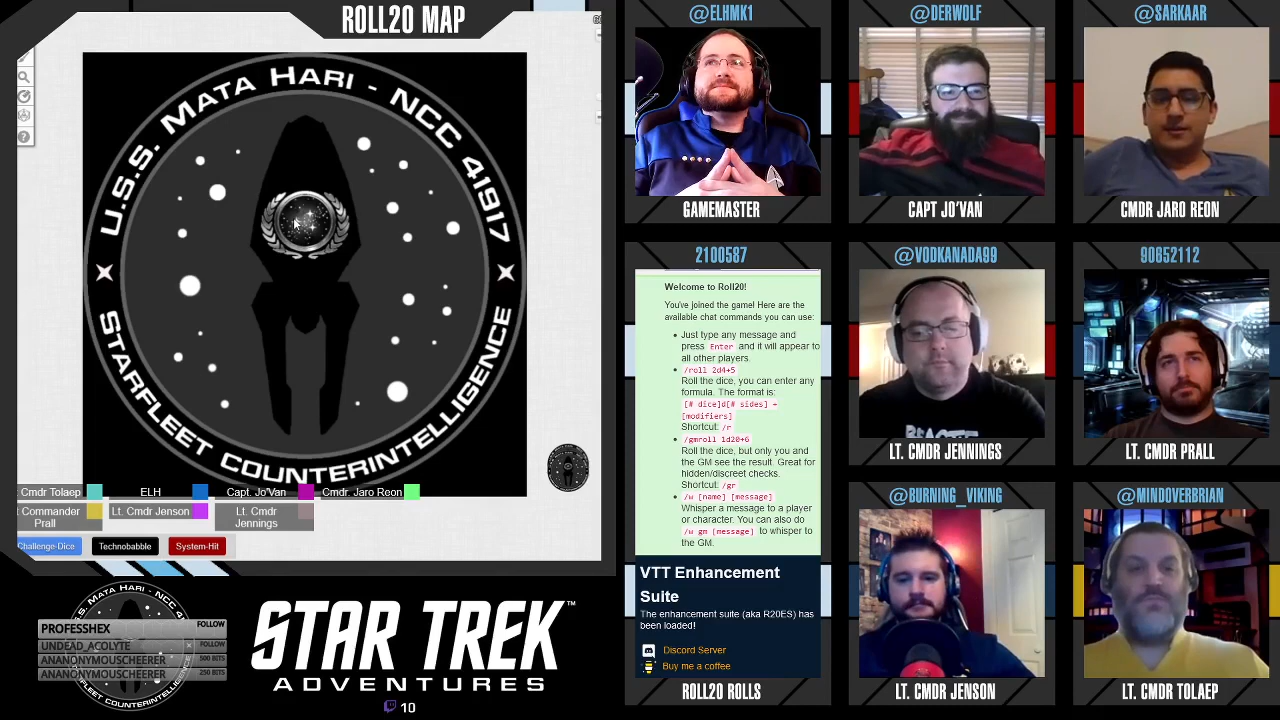 ROLL20 MAP
U.S.S. MATA HARI - NCC 41917
STARFLEET COUNTERINTELLIGENCE
Cmdr Tolaep
ELH
Capt. Jo'Van
Cmdr. Jaro Reon
Commander
Prall
Lt. Cmdr Jenson
Lt. Cmdr
Jennings
Challenge-Dice
Technobabble
System-Hit
PROFESSHEX FOLLOW
UNDEAD_ACOLYTE FOLLOW
ANANONYMOUSCHEERER 500 BITS
ANANONYMOUSCHEERER 250 BITS
STAR TREK™
ADVENTURES
10
@ELHMK1
GAMEMASTER
@DERWOLF
CAPT JO'VAN
@SARKAAR
CMDR JARO REON
2100587
Welcome to Roll20!
You've joined the game! Here are the
available chat commands you can use:
Just type any message and
press Enter and it will appear to
all other players.
/roll 2d4+5
Roll the dice, you can enter any
formula. The format is:
[# dice]d[# sides] +
[modifiers]
Shortcut: /r
/gmroll 1d20+6
Roll the dice, but only you and
the GM see the result. Great for
hidden/discreet checks.
Shortcut: /gr
/w [name] [message]
Whisper a message to a player
or character. You can also do
/w gm [message] to whisper to
the GM.
VTT Enhancement
Suite
The enhancement suite (aka R20ES) has
been loaded!
Discord Server
Buy me a coffee
ROLL20 ROLLS
@VODKANADA99
LT. CMDR JENNINGS
90852112
LT. CMDR PRALL
@BURNING_VIKING
LT. CMDR JENSON
@MINDOVERBRIAN
LT. CMDR TOLAEP